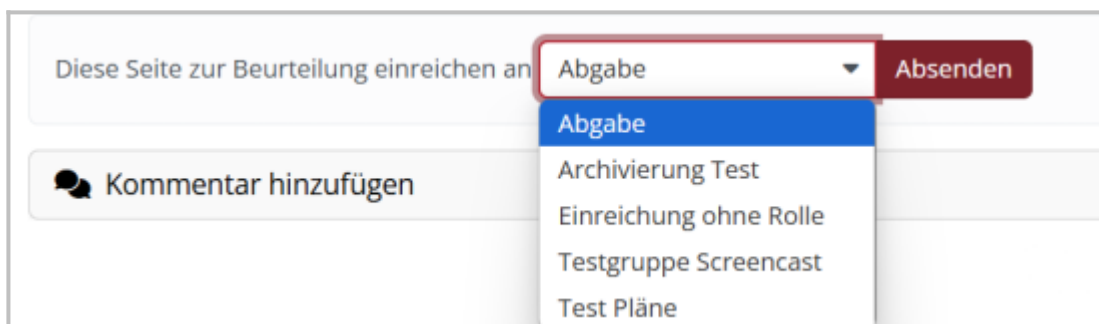 Diese Seite zur Beurteilung einreichen an Abgabe Absenden
Abgabe
Archivierung Test
Einreichung ohne Rolle
Testgruppe Screencast
Test Pläne
Kommentar hinzufügen